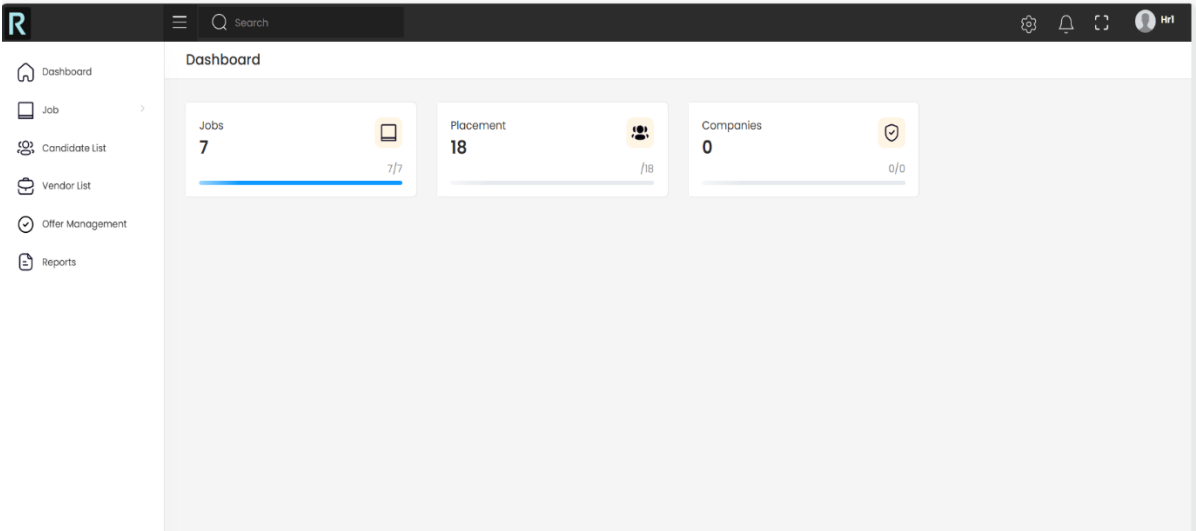 R
Search
Hr1
Dashboard
Job
Candidate List
Vendor List
Offer Management
Reports
Dashboard
Jobs
7
7/7
Placement
18
/18
Companies
0
0/0